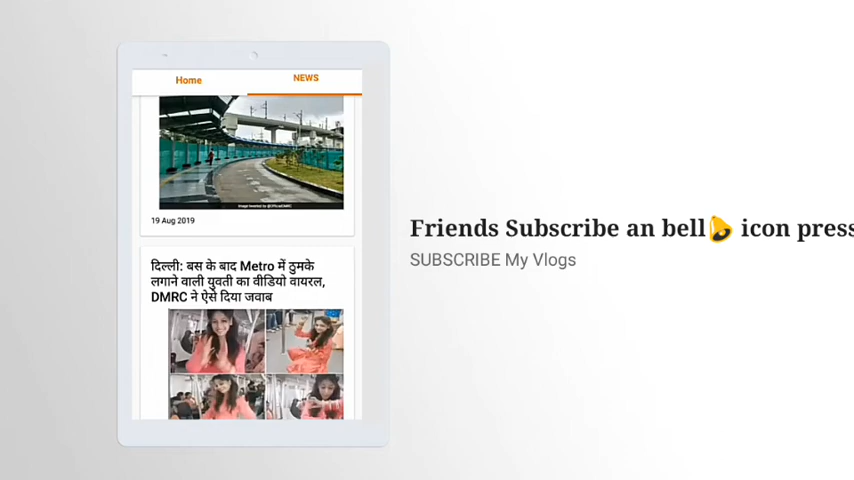 Home
NEWS
19 Aug 2019
दिल्ली: बस के बाद Metro में ठुमके
लगाने वाली युवती का वीडियो वायरल,
DMRC ने ऐसे दिया जवाब
Friends Subscribe an bell🔔 icon press
SUBSCRIBE My Vlogs